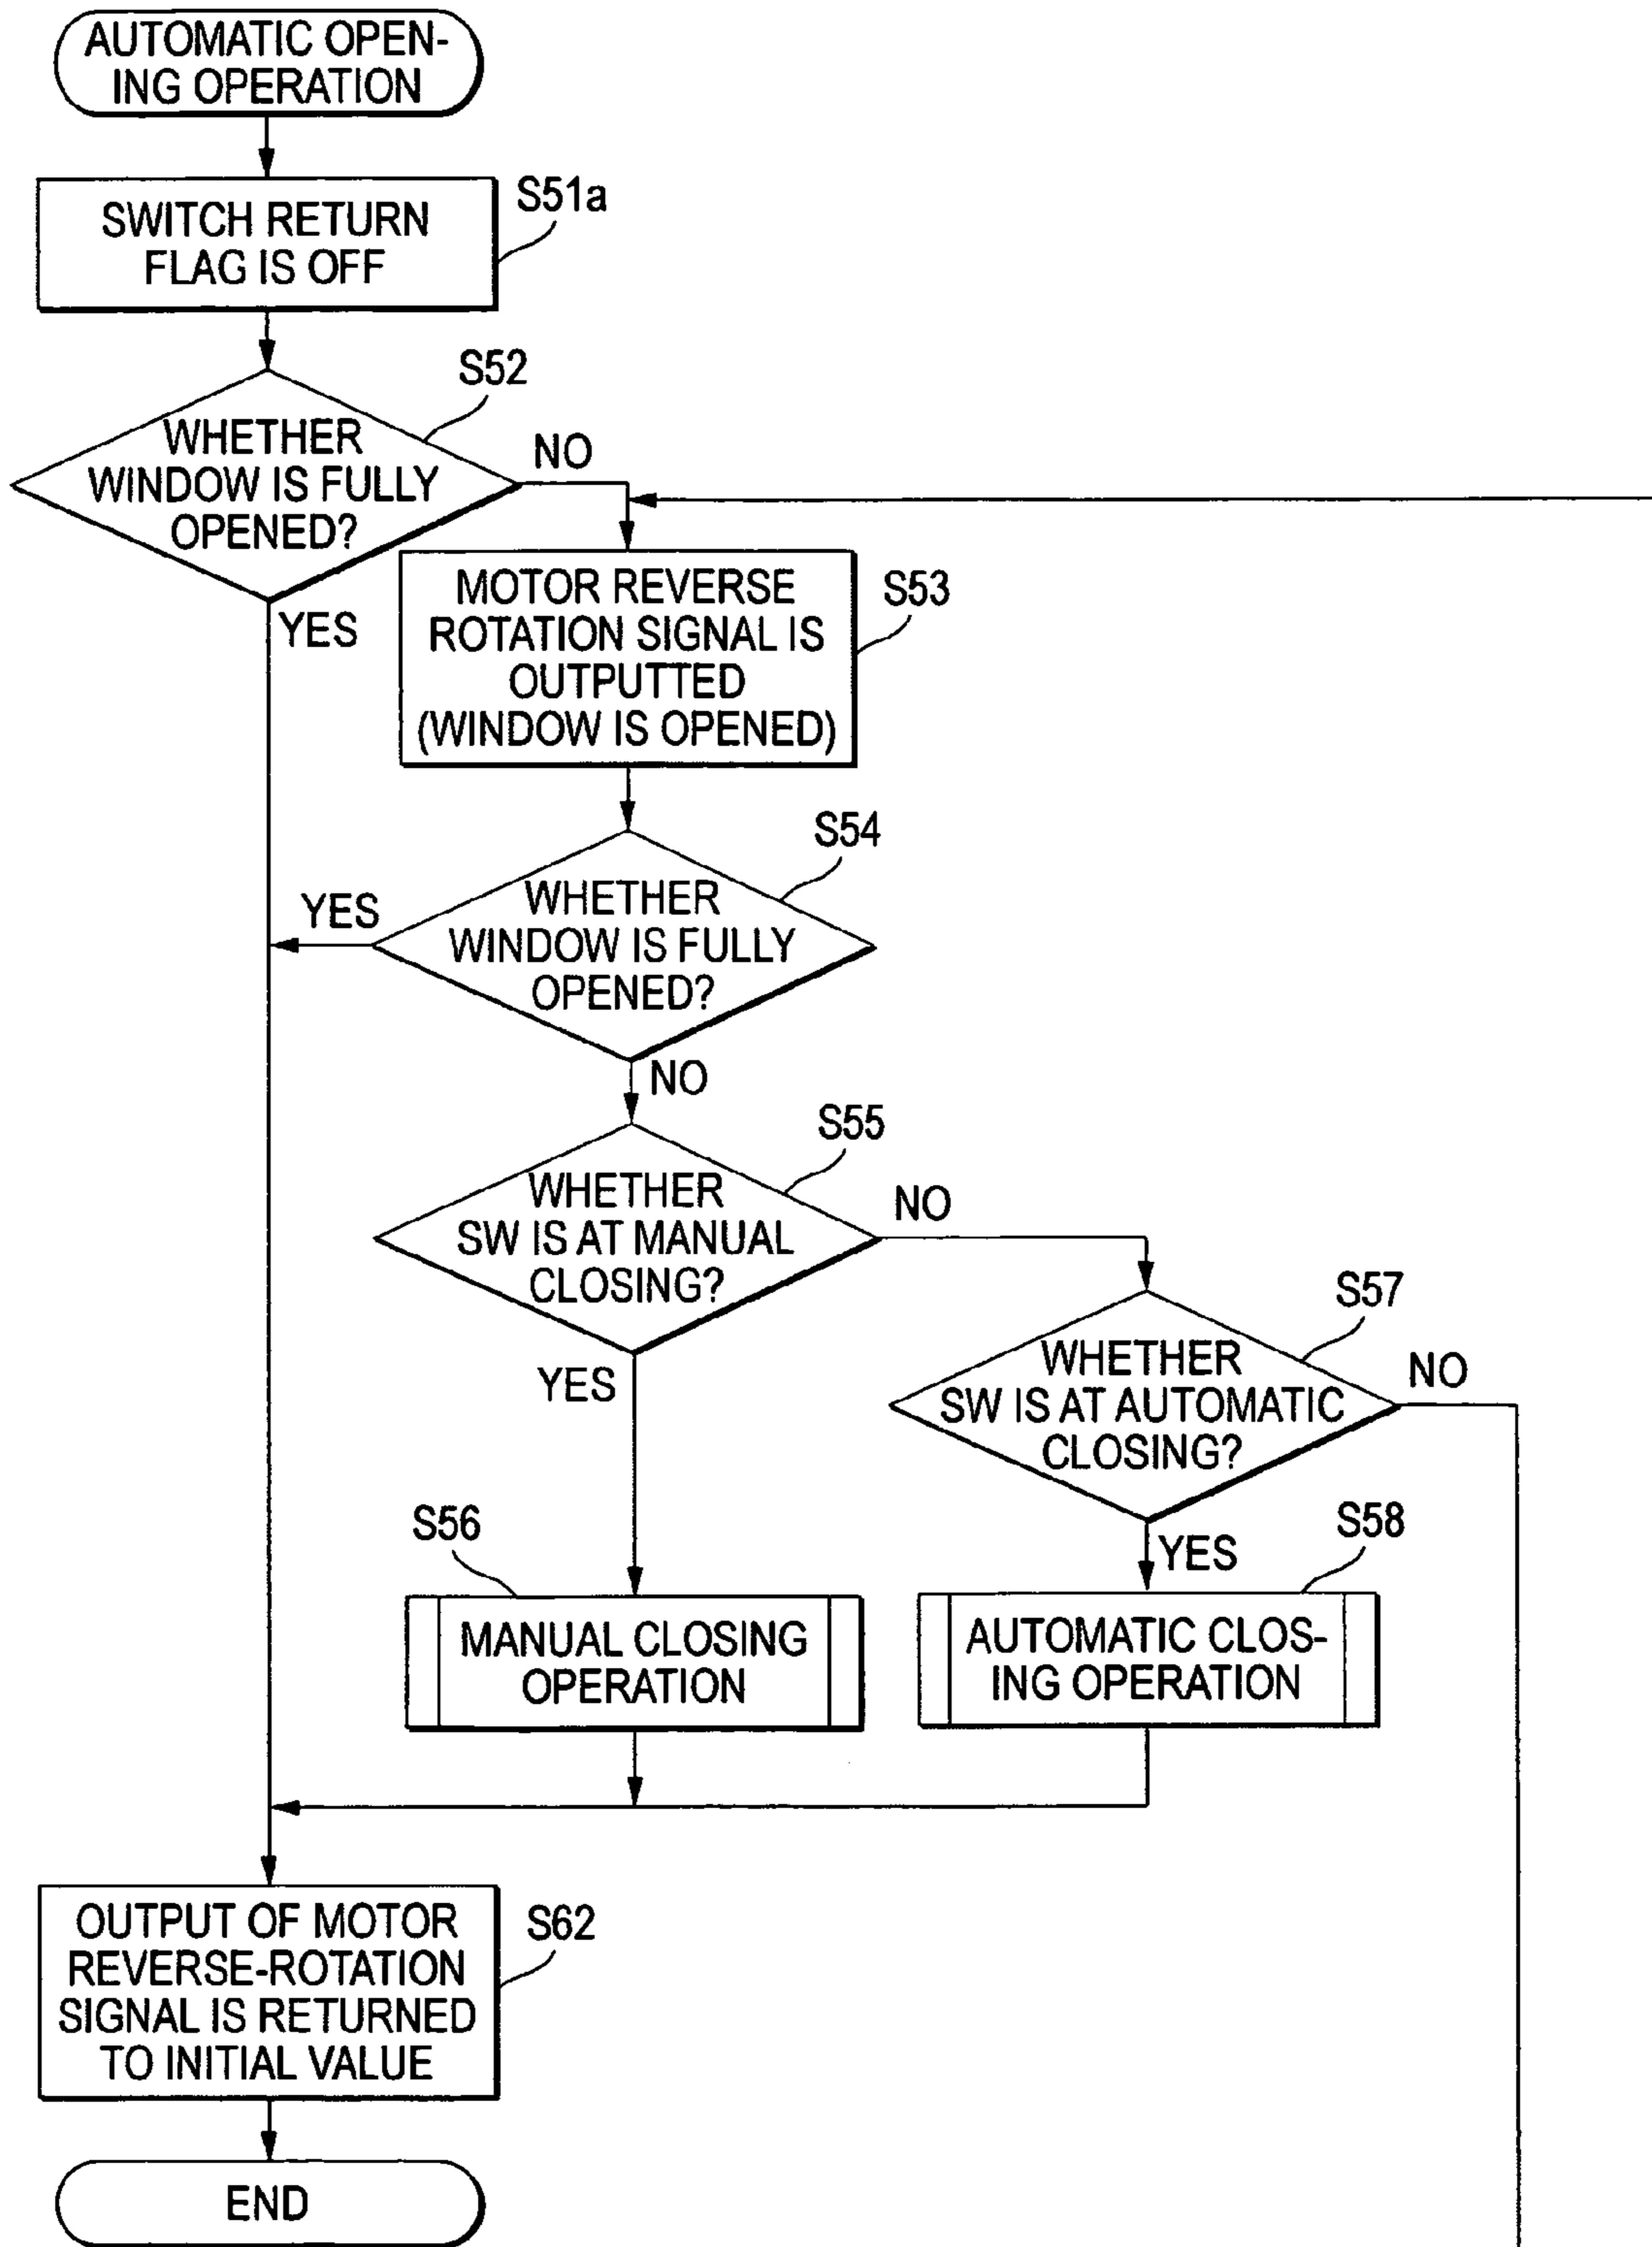 AUTOMATIC OPEN-
ING OPERATION
SWITCH RETURN
FLAG IS OFF
S51a
WHETHER
WINDOW IS FULLY
OPENED?
S52
NO
YES
MOTOR REVERSE
ROTATION SIGNAL IS
OUTPUTTED
(WINDOW IS OPENED)
S53
WHETHER
WINDOW IS FULLY
OPENED?
S54
YES
NO
WHETHER
SW IS AT MANUAL
CLOSING?
S55
NO
YES
WHETHER
SW IS AT AUTOMATIC
CLOSING?
S57
NO
YES
S56
MANUAL CLOSING
OPERATION
S58
AUTOMATIC CLOS-
ING OPERATION
OUTPUT OF MOTOR
REVERSE-ROTATION
SIGNAL IS RETURNED
TO INITIAL VALUE
S62
END